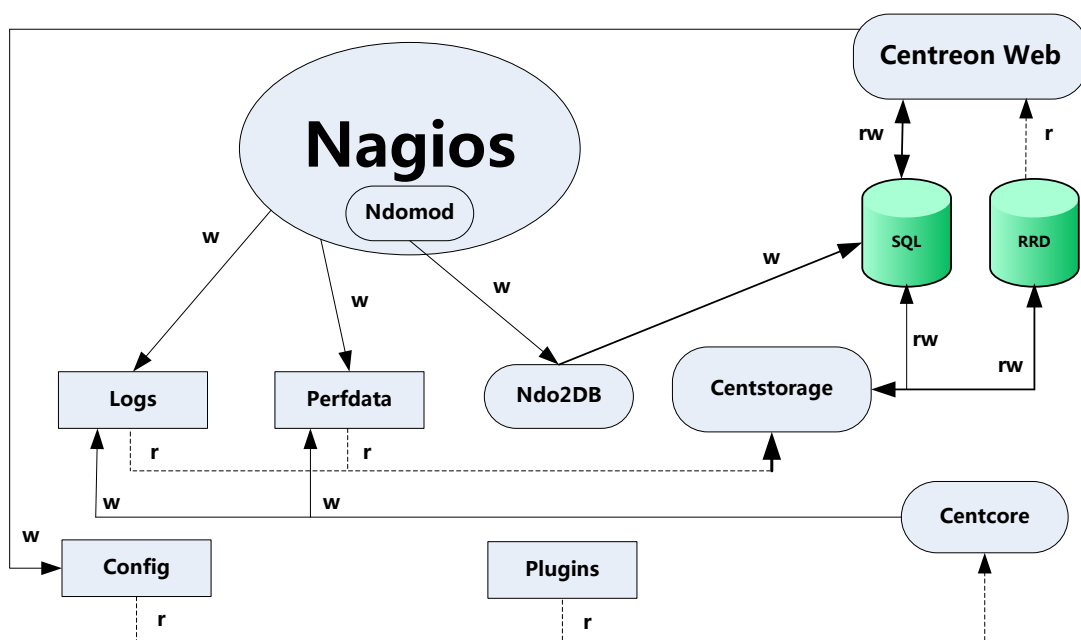 Centreon Web
Nagios
rw
r
Ndomod
w
SQL
RRD
w
w
w
rw
rw
Logs
Perfdata
Ndo2DB
Centstorage
r
r
w
w
Centcore
w
Config
Plugins
r
r